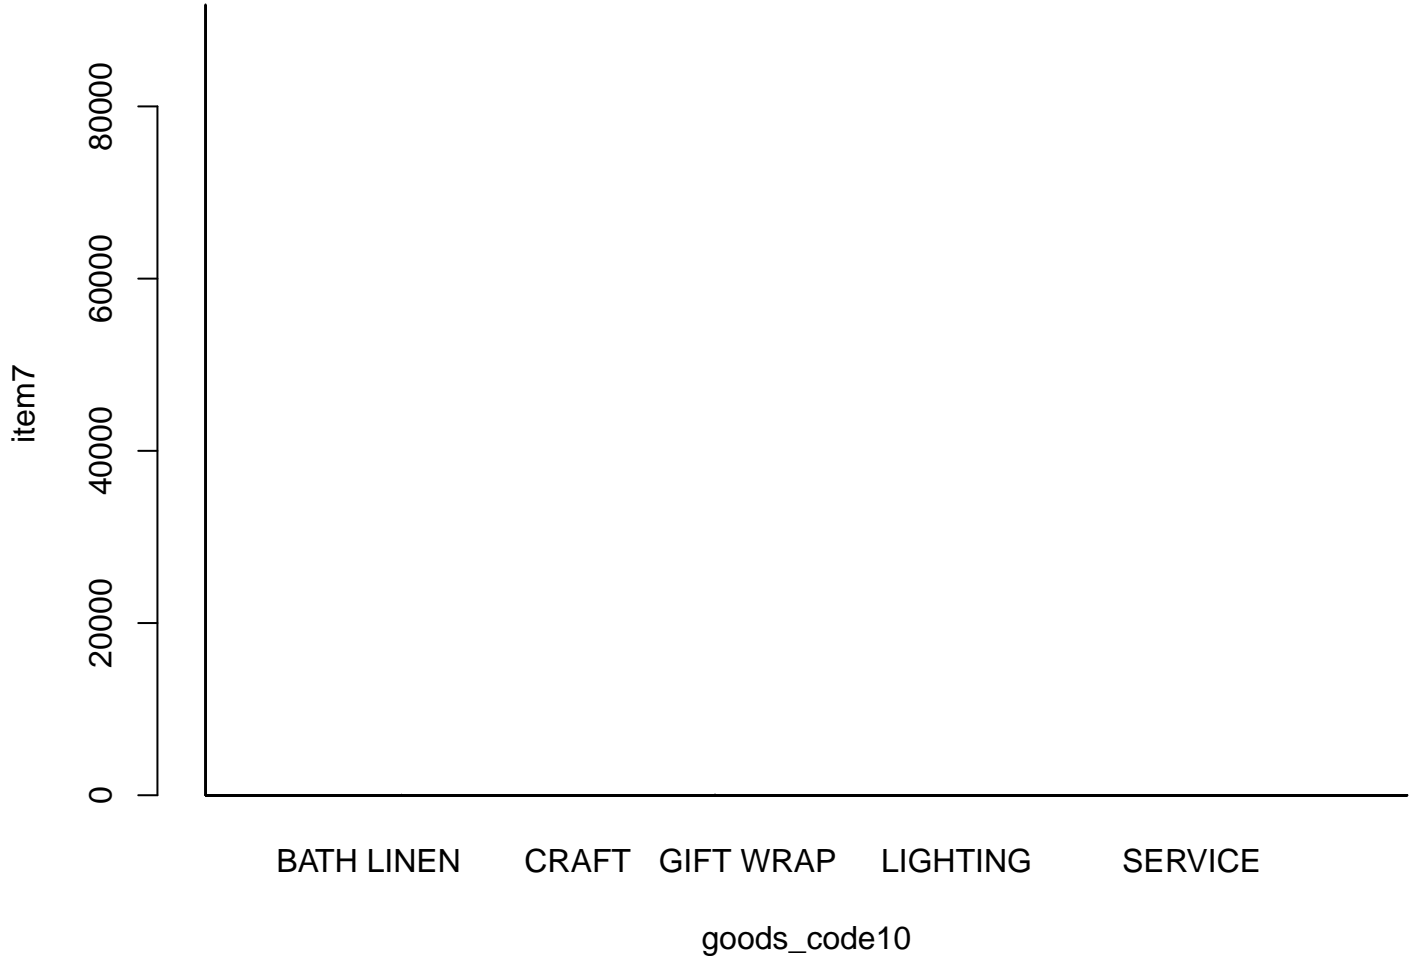 80000
60000
40000
20000
0
item7
BATH LINEN CRAFT GIFT WRAP LIGHTING SERVICE
goods_code10